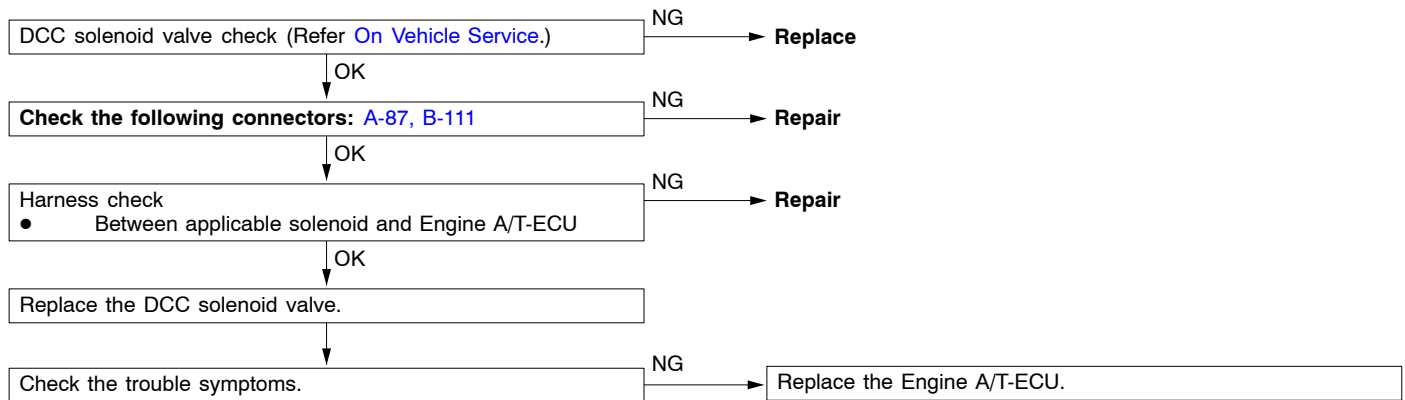 NG
DCC solenoid valve check (Refer On Vehicle Service.)
Replace
OK
NG
Check the following connectors: A-87, B-111
Repair
OK
NG
Harness check
Repair
● Between applicable solenoid and Engine A/T-ECU
OK
Replace the DCC solenoid valve.
NG
Check the trouble symptoms.
Replace the Engine A/T-ECU.